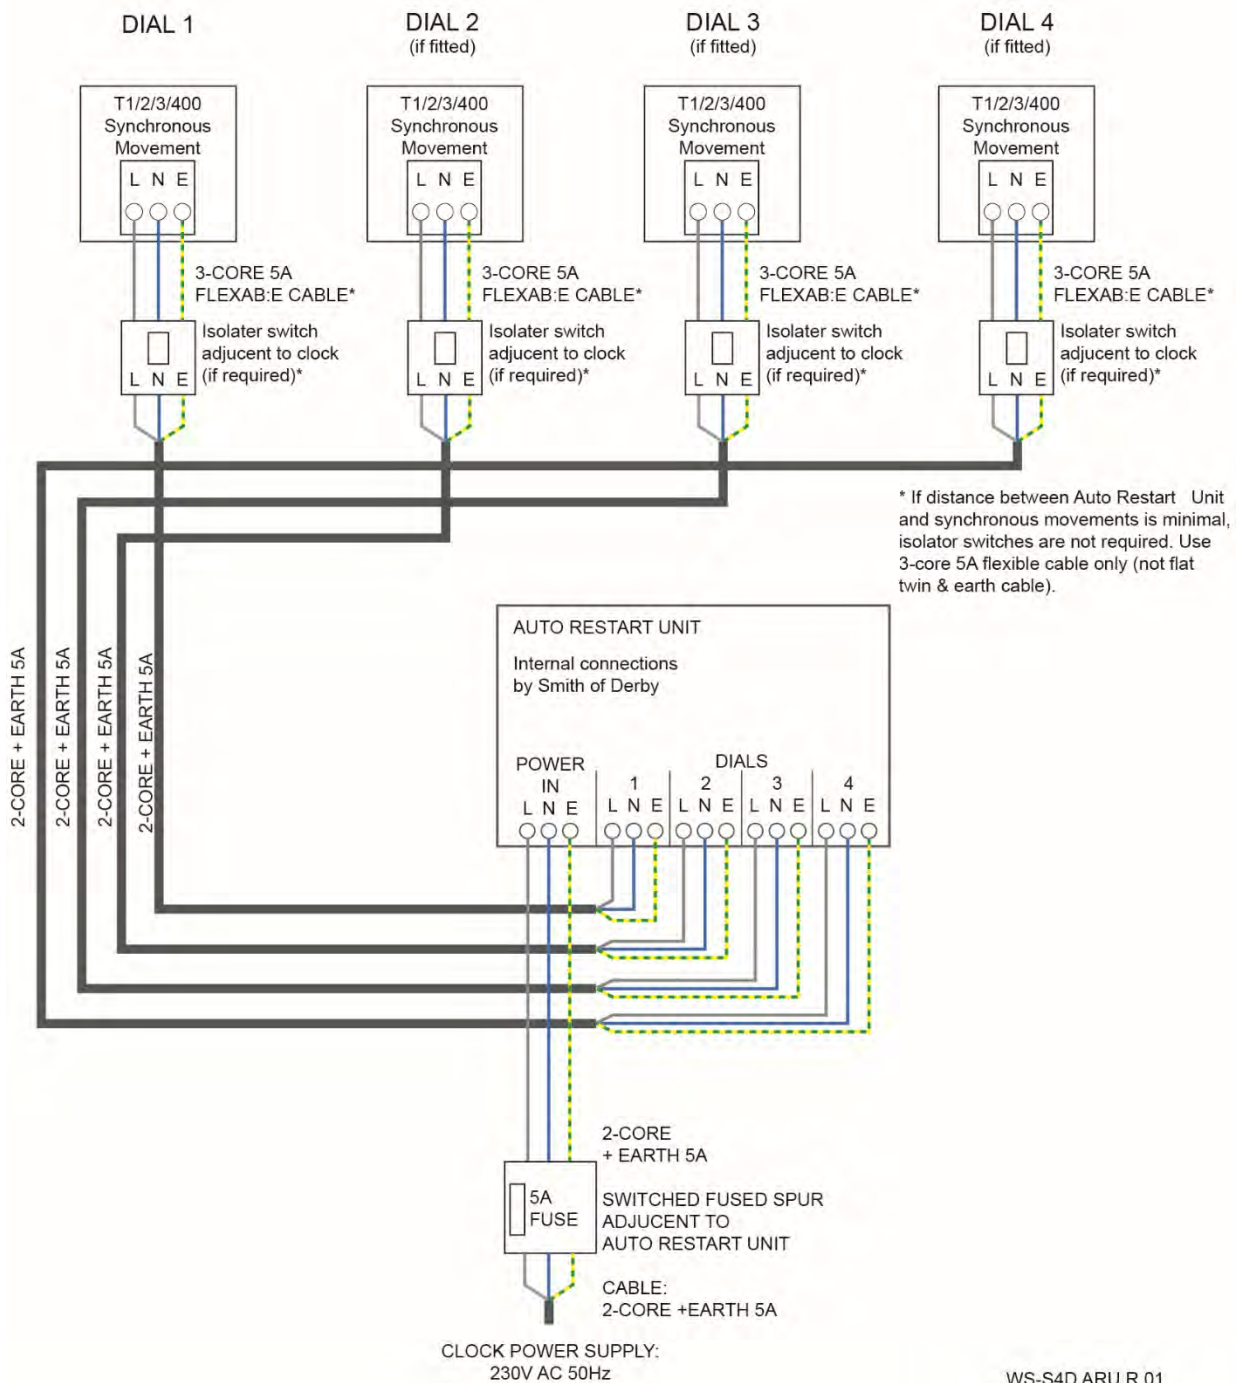 DIAL 1
DIAL 2
(if fitted)
DIAL 3
(if fitted)
DIAL 4
(if fitted)
T1/2/3/400
Synchronous
Movement
L N E
T1/2/3/400
Synchronous
Movement
L N E
T1/2/3/400
Synchronous
Movement
L N E
T1/2/3/400
Synchronous
Movement
L N E
3-CORE 5A
FLEXAB:E CABLE*
3-CORE 5A
FLEXAB:E CABLE*
3-CORE 5A
FLEXAB:E CABLE*
3-CORE 5A
FLEXAB:E CABLE*
Isolater switch
adjucent to clock
(if required)*
L N E
Isolater switch
adjucent to clock
(if required)*
L N E
Isolater switch
adjucent to clock
(if required)*
L N E
Isolater switch
adjucent to clock
(if required)*
L N E
* If distance between Auto Restart Unit
and synchronous movements is minimal,
isolator switches are not required. Use
3-core 5A flexible cable only (not flat
twin & earth cable).
2-CORE + EARTH 5A
2-CORE + EARTH 5A
2-CORE + EARTH 5A
2-CORE + EARTH 5A
AUTO RESTART UNIT
Internal connections
by Smith of Derby
POWER
IN
L N E
DIALS
1
2
3
4
L N E
L N E
L N E
L N E
2-CORE
+ EARTH 5A
5A
FUSE
SWITCHED FUSED SPUR
ADJUCENT TO
AUTO RESTART UNIT
CABLE:
2-CORE +EARTH 5A
CLOCK POWER SUPPLY:
230V AC 50Hz
WS-S4D ARU R 01